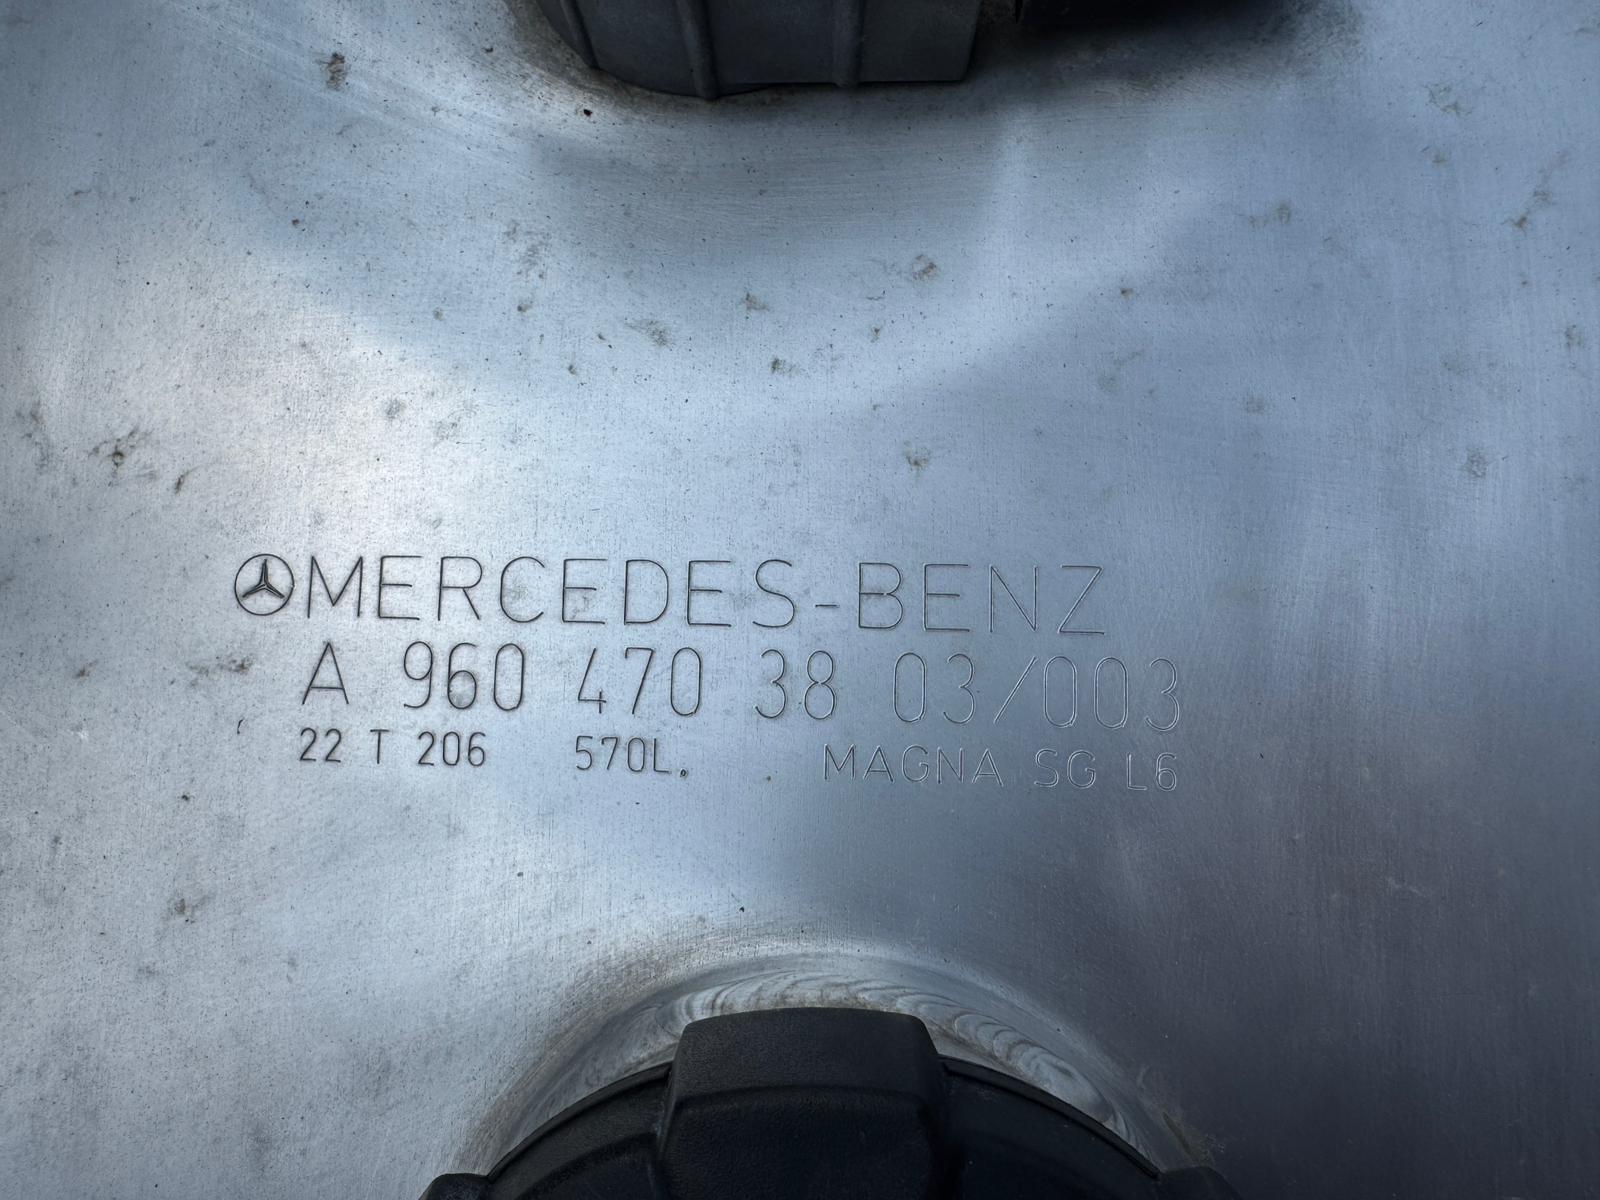 MERCEDES-BENZ
A 960 470 38 03/003
22 T 206 570L. MAGNA SG L6